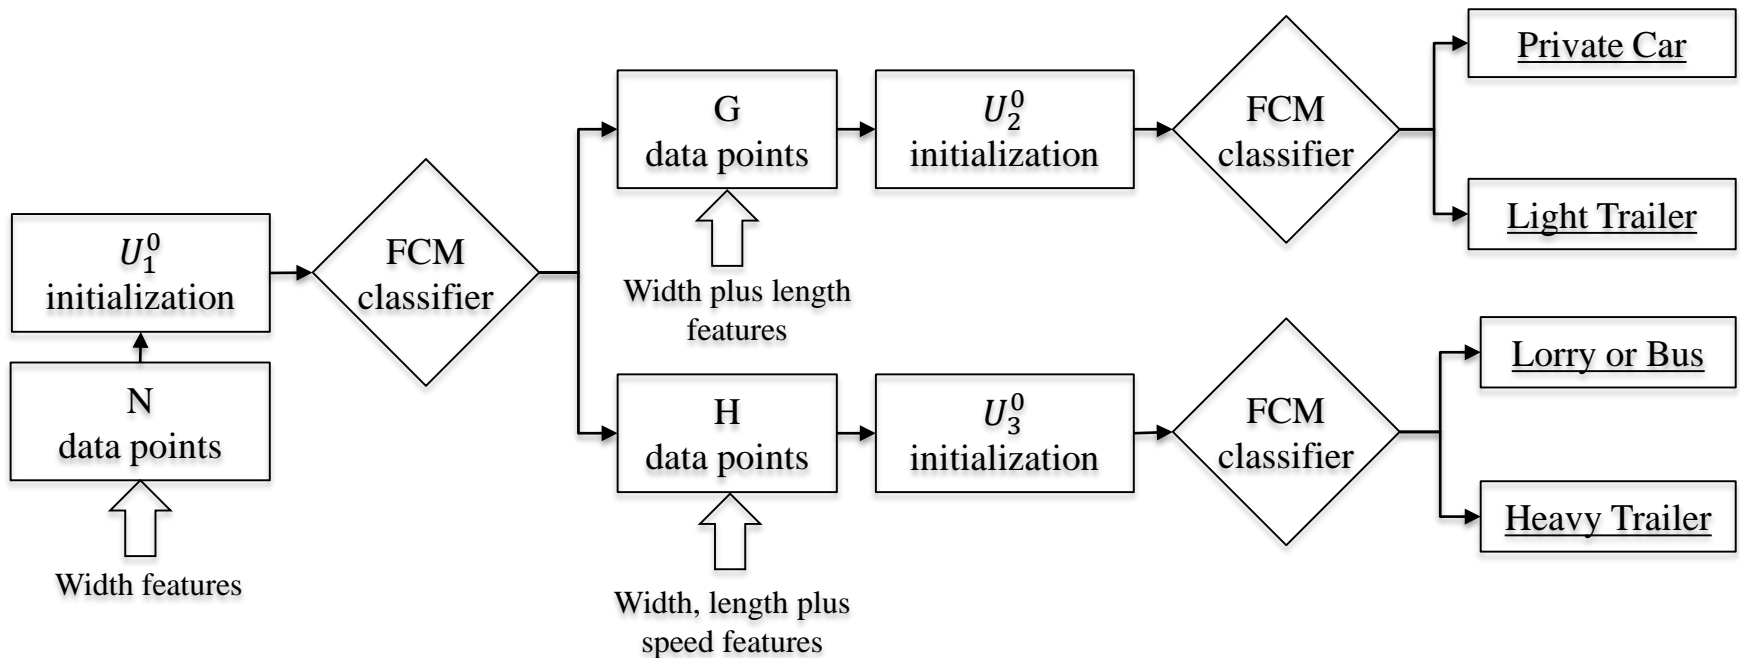 U_1^0
initialization
N
data points
Width features
FCM
classifier
G
data points
Width plus length
features
U_2^0
initialization
FCM
classifier
Private Car
Light Trailer
H
data points
Width, length plus
speed features
U_3^0
initialization
FCM
classifier
Lorry or Bus
Heavy Trailer